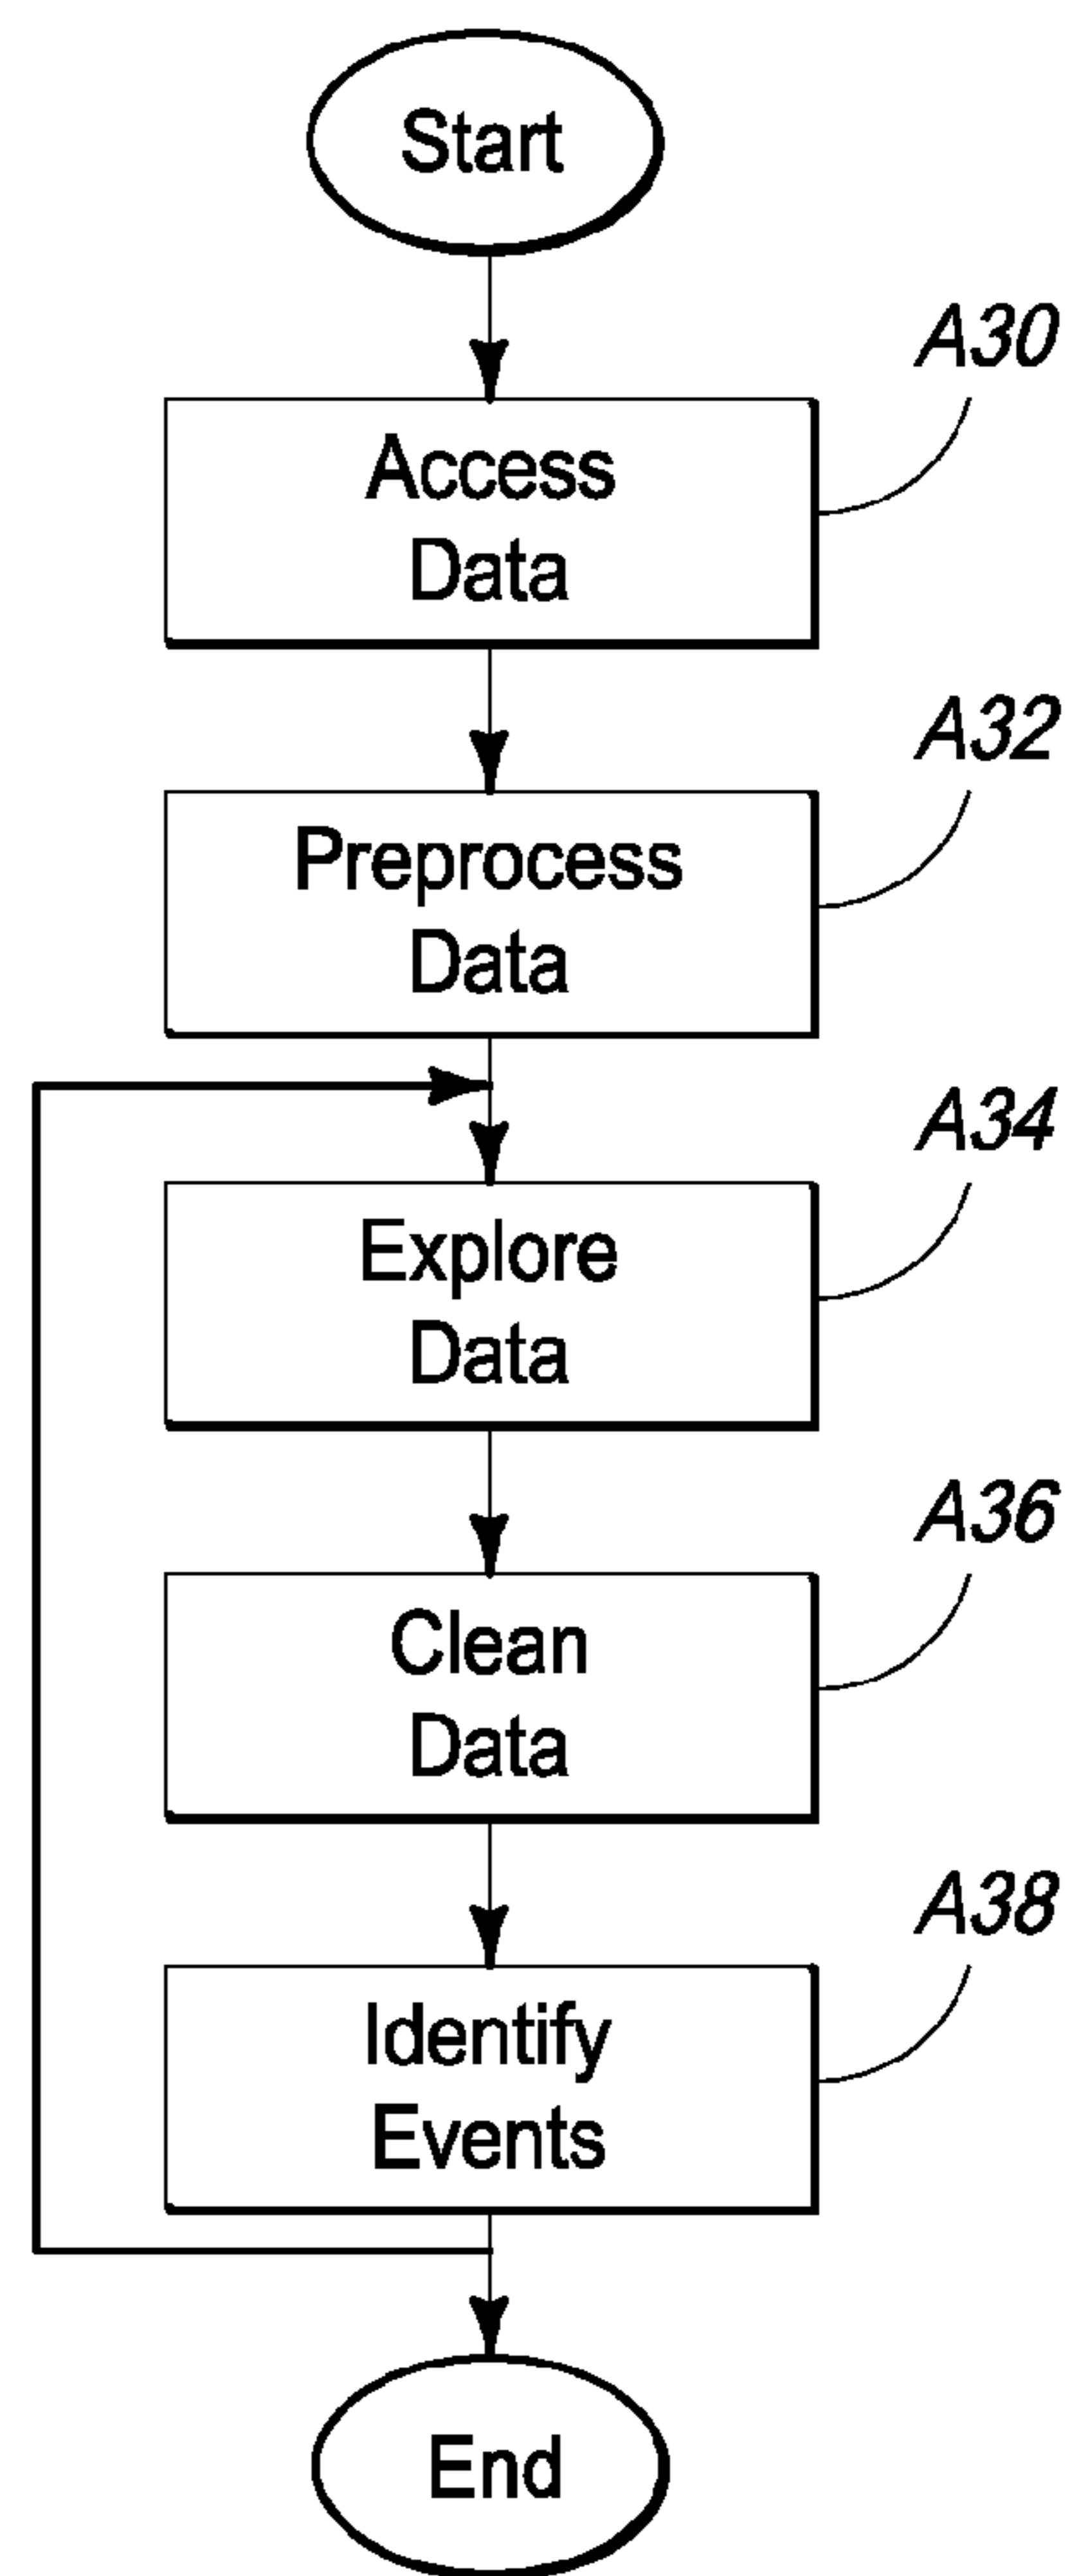 Start
A30
Access
Data
A32
Preprocess
Data
A34
Explore
Data
A36
Clean
Data
A38
Identify
Events
End